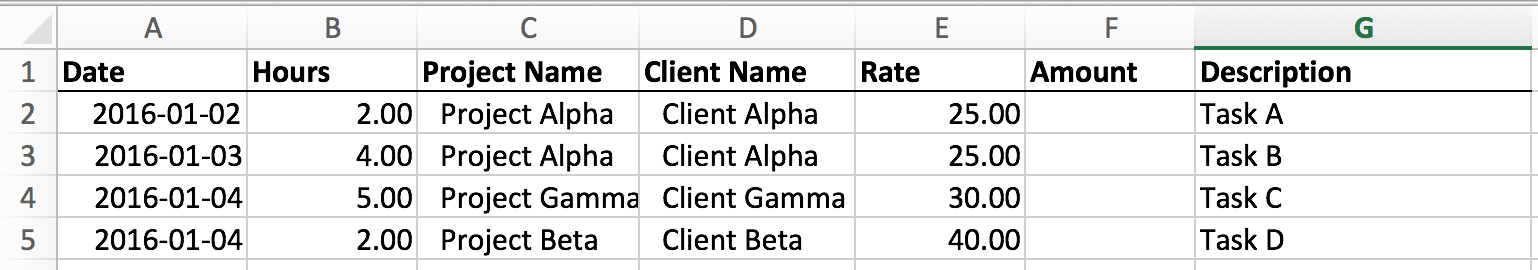 A B C D E F G
1 Date Hours Project Name Client Name Rate Amount Description
2 2016-01-02 2.00 Project Alpha Client Alpha 25.00 Task A
3 2016-01-03 4.00 Project Alpha Client Alpha 25.00 Task B
4 2016-01-04 5.00 Project Gamma Client Gamma 30.00 Task C
5 2016-01-04 2.00 Project Beta Client Beta 40.00 Task D